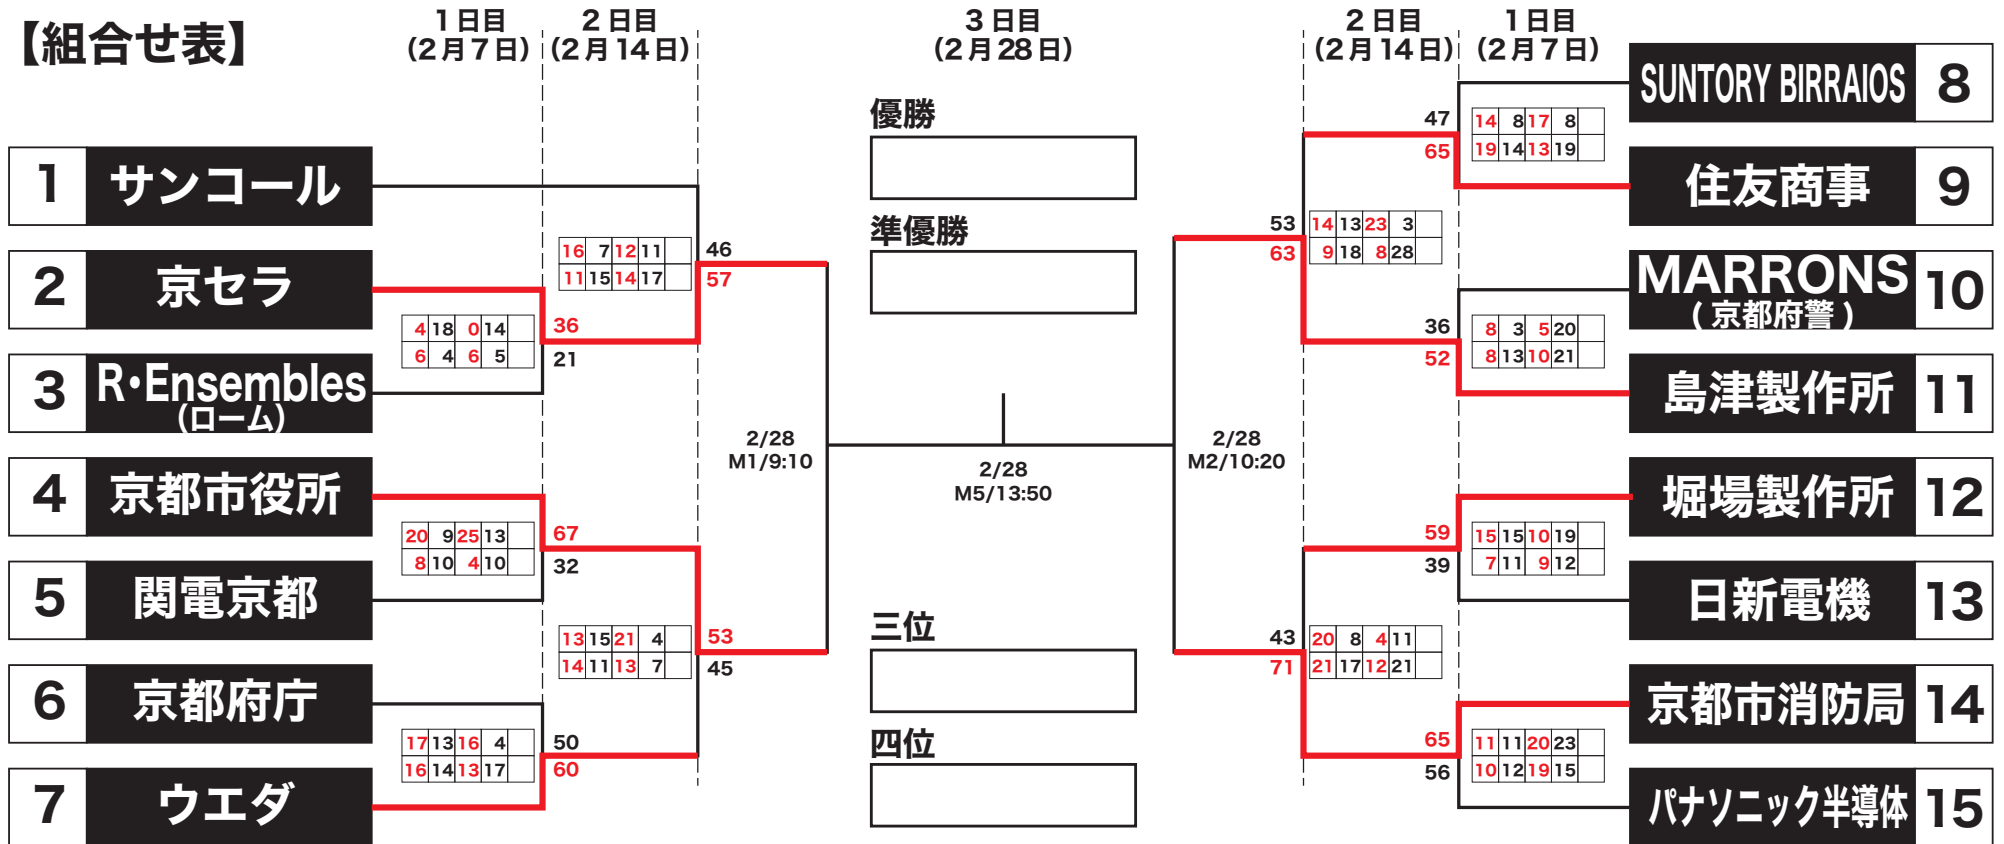 【組合せ表】
1日目
(2月7日)
2日目
(2月14日)
3日目
(2月28日)
2日目
(2月14日)
1日目
(2月7日)
1 サンコール
2 京セラ
3 R・Ensembles
(ローム)
4 京都市役所
5 関電京都
6 京都府庁
7 ウエダ
4 18 0 14
6 4 6 5
36
21
20 9 25 13
8 10 4 10
67
32
17 13 16 4
16 14 13 17
50
60
16 7 12 11
11 15 14 17
46
57
13 15 21 4
14 11 13 7
53
45
2/28
M1/9:10
優勝
準優勝
2/28
M5/13:50
三位
四位
2/28
M2/10:20
53
63
14 13 23 3
9 18 8 28
43
71
20 8 4 11
21 17 12 21
47
65
14 8 17 8
19 14 13 19
36
52
8 3 5 20
8 13 10 21
59
39
15 15 10 19
7 11 9 12
65
56
11 11 20 23
10 12 19 15
SUNTORY BIRRAIOS 8
住友商事 9
MARRONS 10
(京都府警)
島津製作所 11
堀場製作所 12
日新電機 13
京都市消防局 14
パナソニック半導体 15